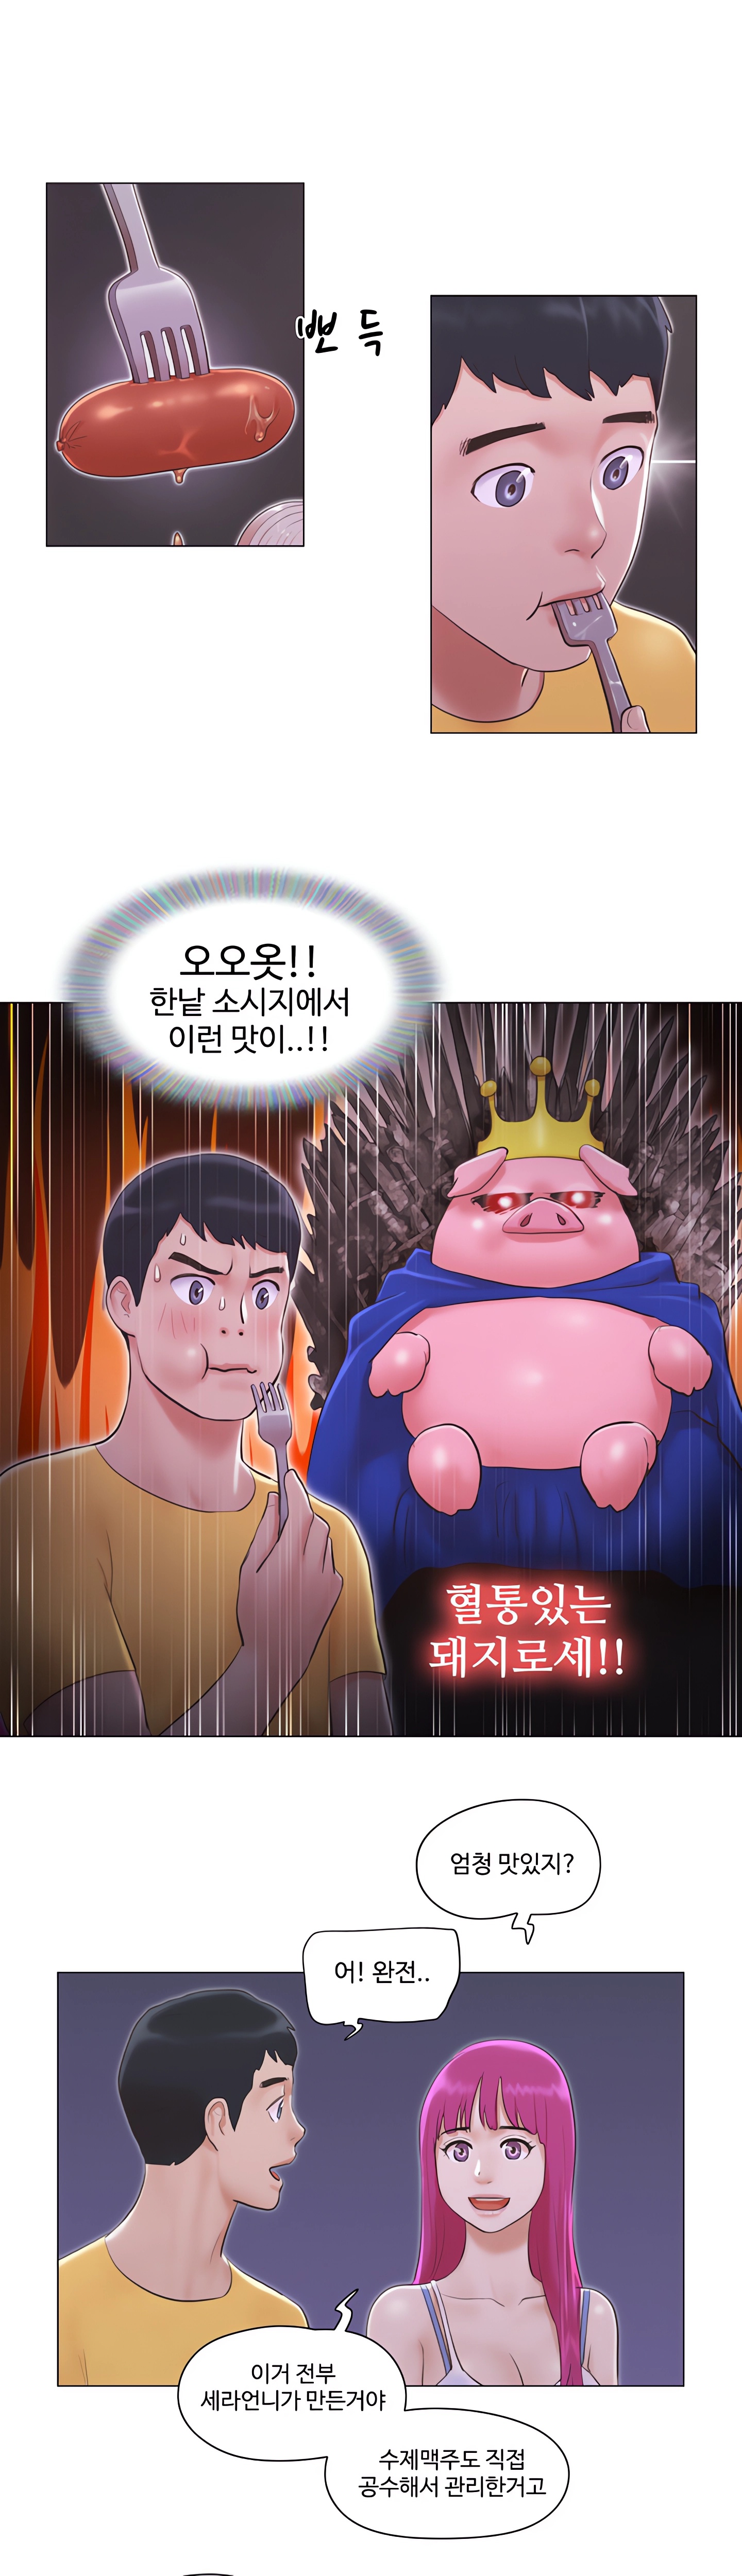 뽀득
오오옷!!
한낱 소시지에서
이런 맛이..!!
혈통있는
돼지로세!!
엄청 맛있지?
어! 완전..
이거 전부
세라언니가 만든거야
수제맥주도 직접
공수해서 관리한거고